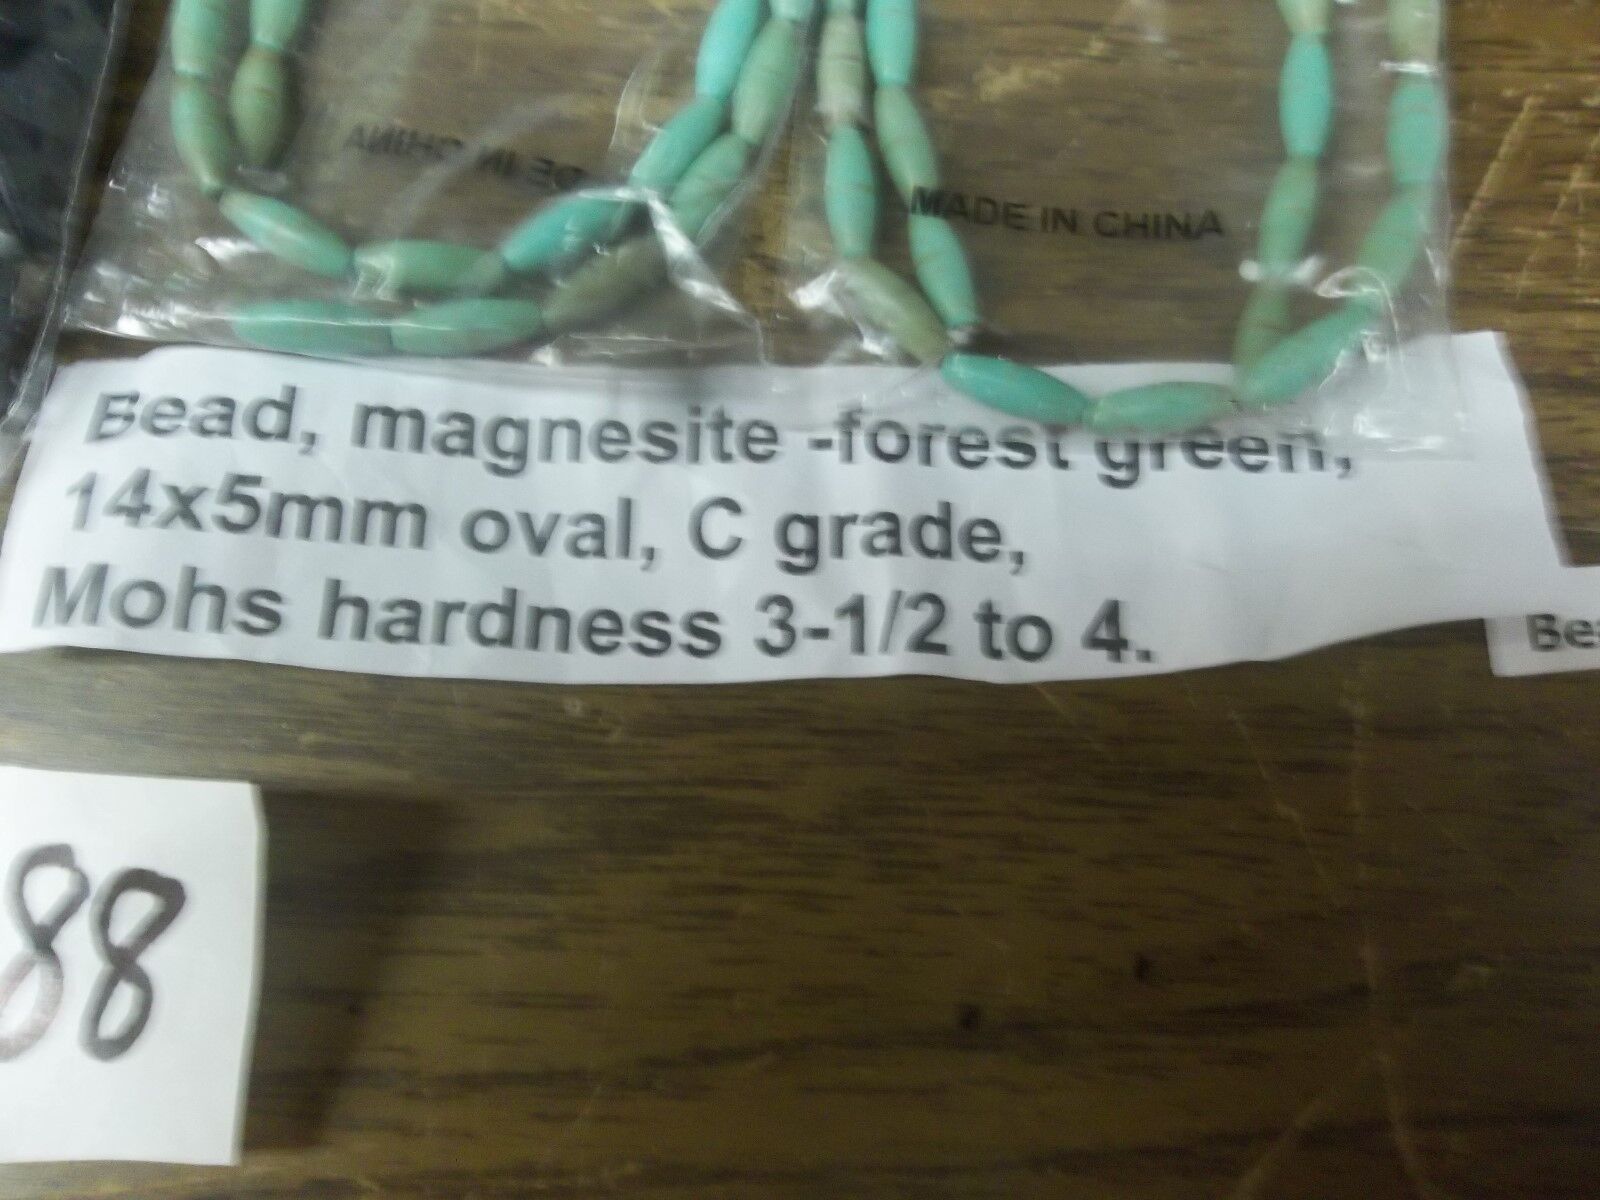 MADE IN CHINA
Bead, magnesite -forest green,
14x5mm oval, C grade,
Mohs hardness 3-1/2 to 4.
88